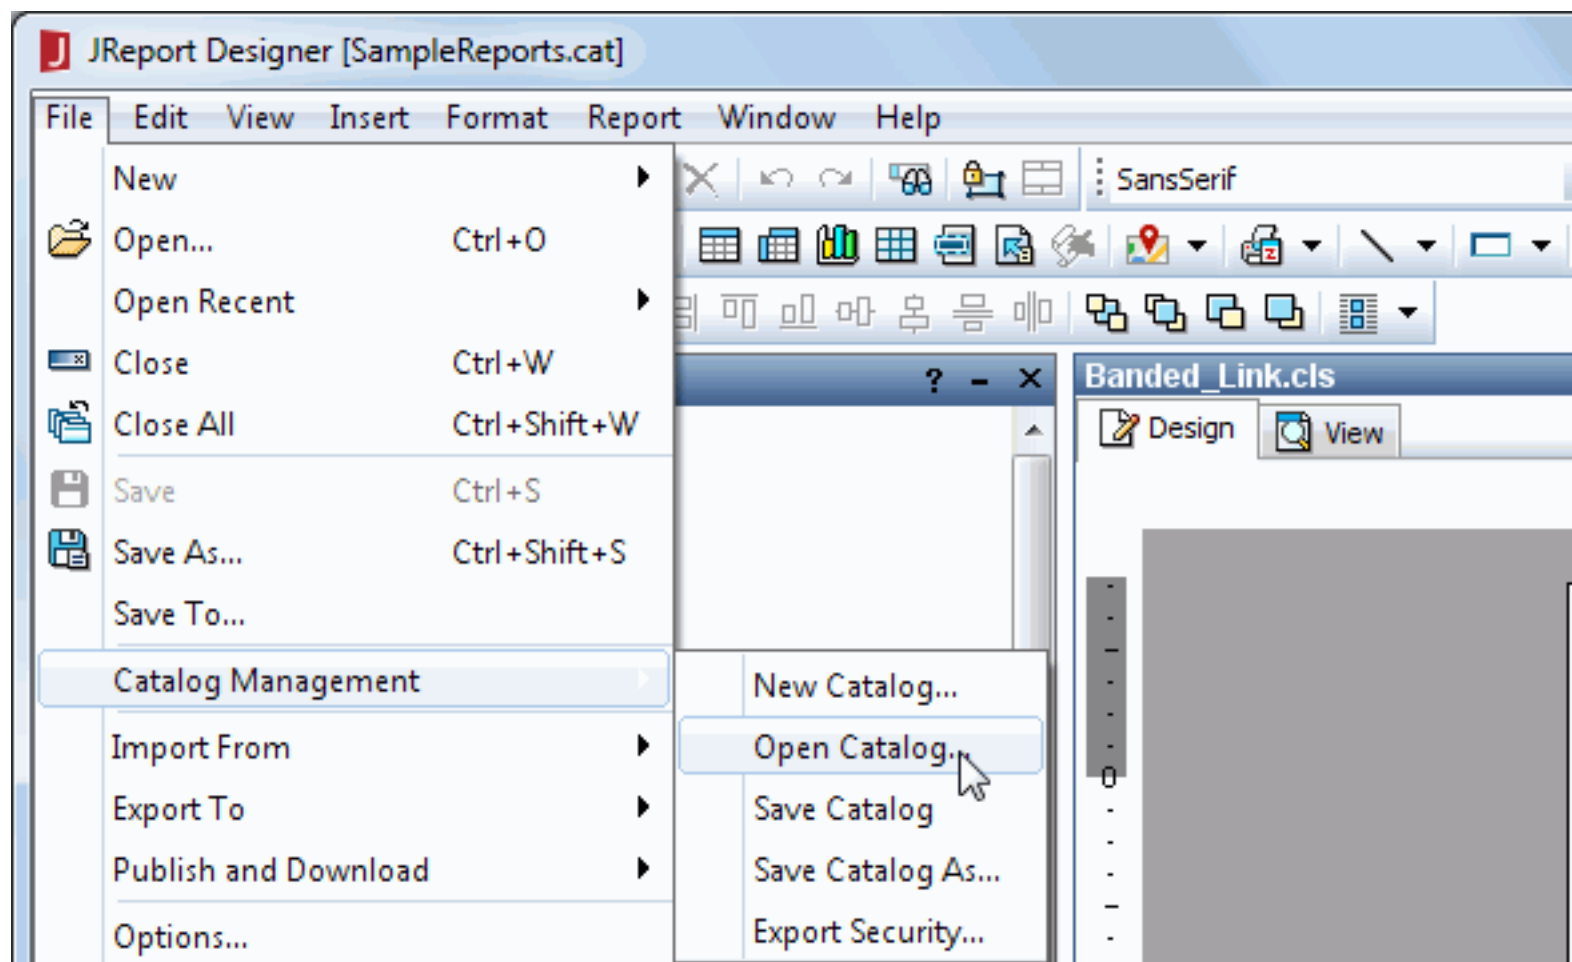 JReport Designer [SampleReports.cat]
File Edit View Insert Format Report Window Help
New
SansSerif
Open... Ctrl+O
Open Recent
Close Ctrl+W
? – ×
Banded_Link.cls
Close All Ctrl+Shift+W
Design View
Save Ctrl+S
Save As... Ctrl+Shift+S
Save To...
Catalog Management
New Catalog...
Import From
Open Catalog...
0
Export To
Save Catalog
Publish and Download
Save Catalog As...
Options...
Export Security...